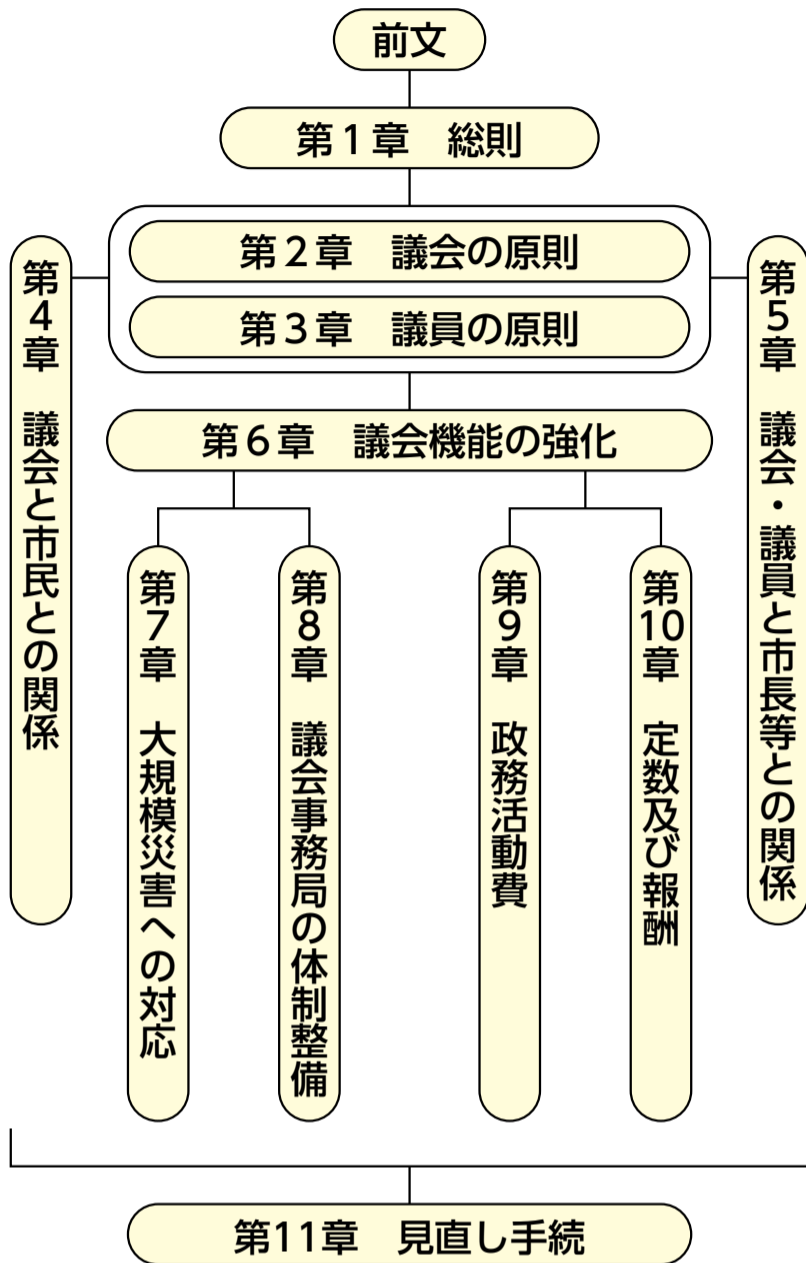 前文
第1章　総則
第2章　議会の原則
第3章　議員の原則
第4章　議会と市民との関係
第5章　議会・議員と市長等との関係
第6章　議会機能の強化
第7章　大規模災害への対応
第8章　議会事務局の体制整備
第9章　政務活動費
第10章　定数及び報酬
第11章　見直し手続